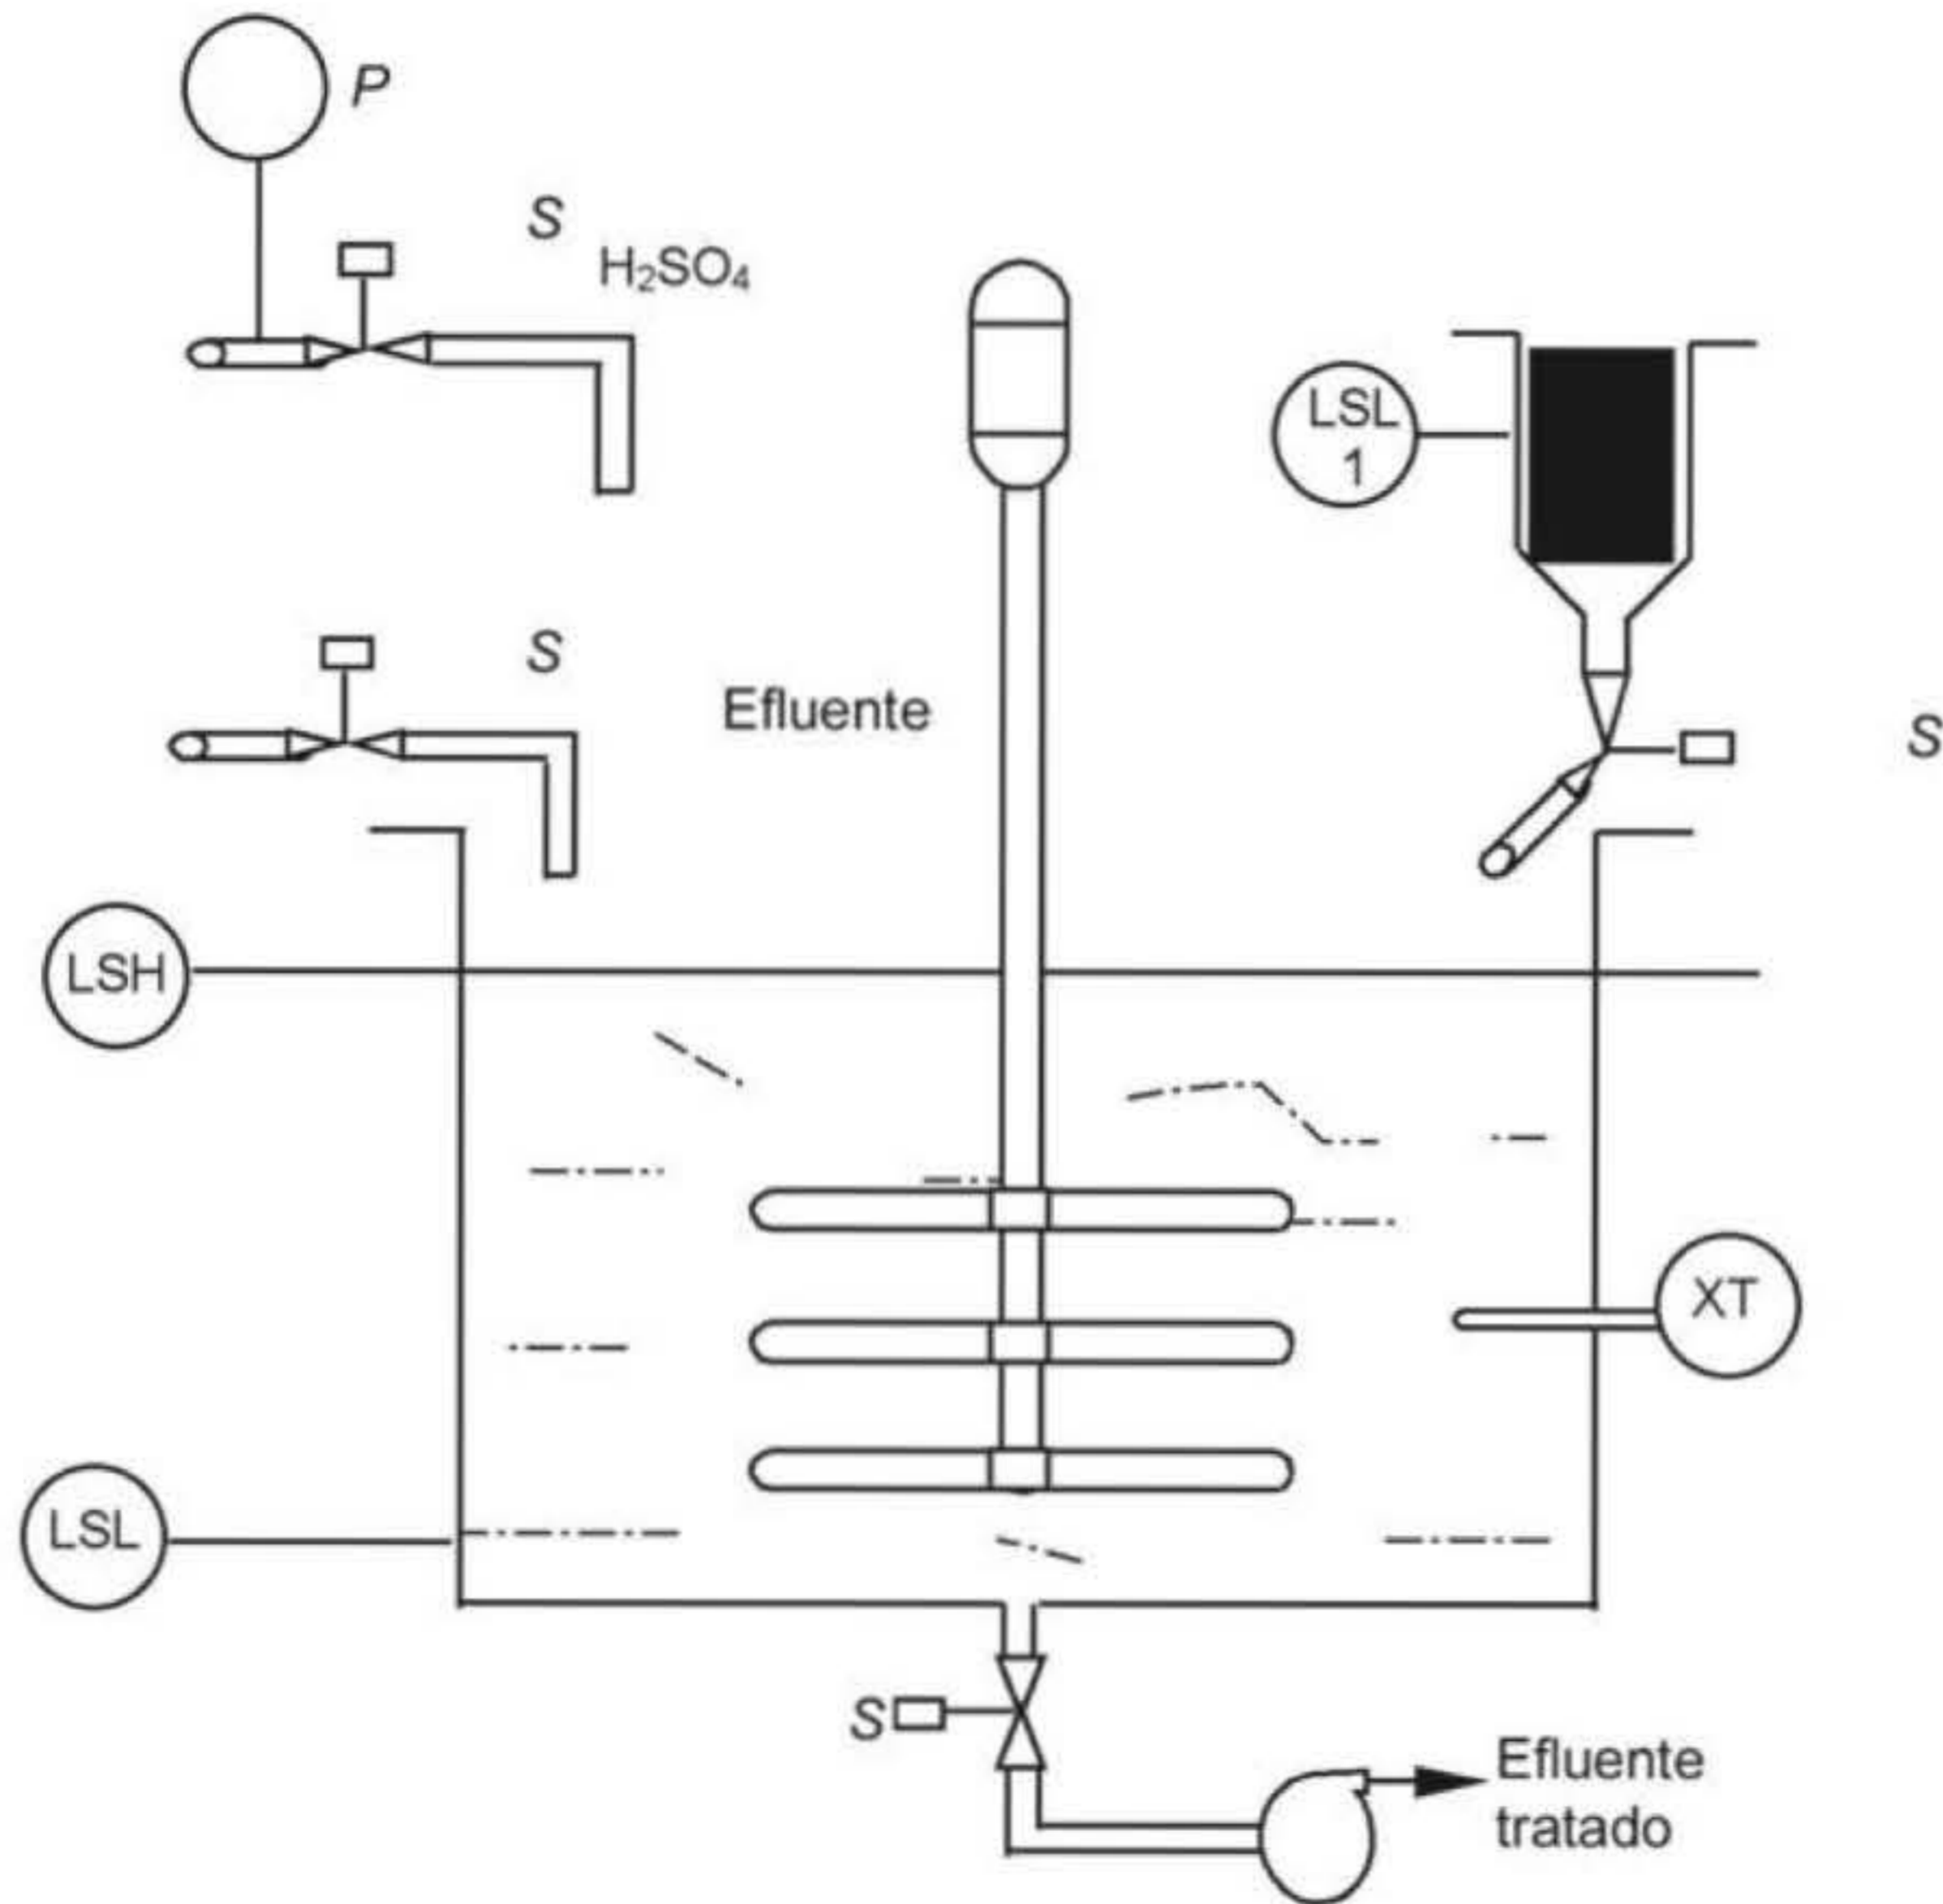 P
S
H₂SO₄
LSL
1
S
Efluente
S
LSH
XT
LSL
S
Efluente
tratado